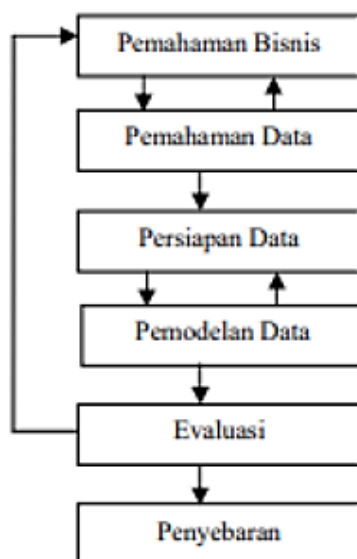 Pemahaman Bisnis
Pemahaman Data
Persiapan Data
Pemodelan Data
Evaluasi
Penyebaran